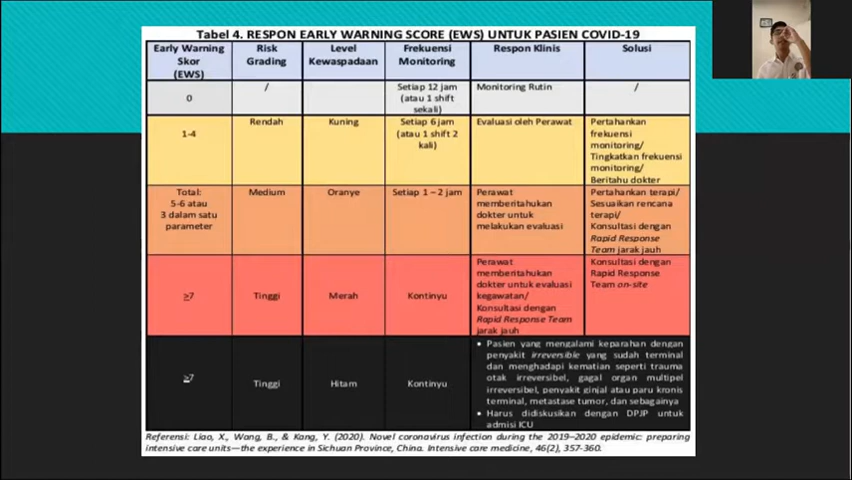 Tabel 4. RESPON EARLY WARNING SCORE (EWS) UNTUK PASIEN COVID-19
Early Warning
Skor
(EWS)
Risk
Grading
Level
Kewaspadaan
Frekuensi
Monitoring
Respon Klinis
Solusi
0
/
Setiap 12 jam
(atau 1 shift
sekali)
Monitoring Rutin
/
1-4
Rendah
Kuning
Setiap 6 jam
(atau 1 shift 2
kali)
Evaluasi oleh Perawat
Pertahankan
frekuensi
monitoring/
Tingkatkan frekuensi
monitoring/
Beritahu dokter
Total:
5-6 atau
3 dalam satu
parameter
Medium
Oranye
Setiap 1 – 2 jam
Perawat
memberitahukan
dokter untuk
melakukan evaluasi
Pertahankan terapi/
Sesuaikan rencana
terapi/
Konsultasi dengan
Rapid Response
Team jarak jauh
≥7
Tinggi
Merah
Kontinyu
Perawat
memberitahukan
dokter untuk evaluasi
kegawatan/
Konsultasi dengan
Rapid Response Team
jarak jauh
Konsultasi dengan
Rapid Response
Team on-site
≥7
Tinggi
Hitam
Kontinyu
• Pasien yang mengalami keparahan dengan
penyakit irreversible yang sudah terminal
dan menghadapi kematian seperti trauma
otak irreversibel, gagal organ multipel
irreversibel, penyakit ginjal atau paru kronis
terminal, metastase tumor, dan sebagainya
• Harus didiskusikan dengan DPJP untuk
admisi ICU
Referensi: Liao, X., Wang, B., & Kang, Y. (2020). Novel coronavirus infection during the 2019–2020 epidemic: preparing
intensive care units—the experience in Sichuan Province, China. Intensive care medicine, 46(2), 357-360.